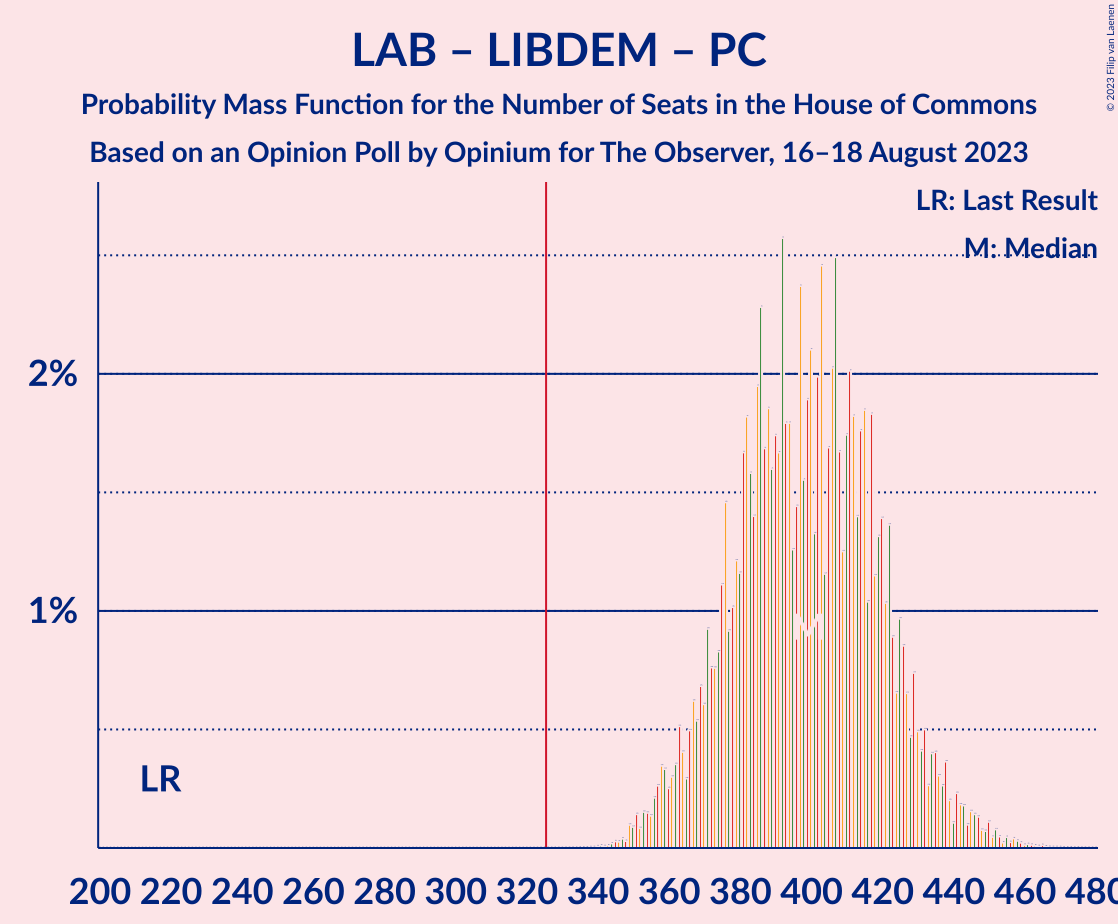 LAB – LIBDEM – PC
Probability Mass Function for the Number of Seats in the House of Commons
Based on an Opinion Poll by Opinium for The Observer, 16–18 August 2023
© 2023 Filip van Laenen
LR: Last Result
M: Median
2%
1%
LR
200 220 240 260 280 300 320 340 360 380 400 420 440 460 480